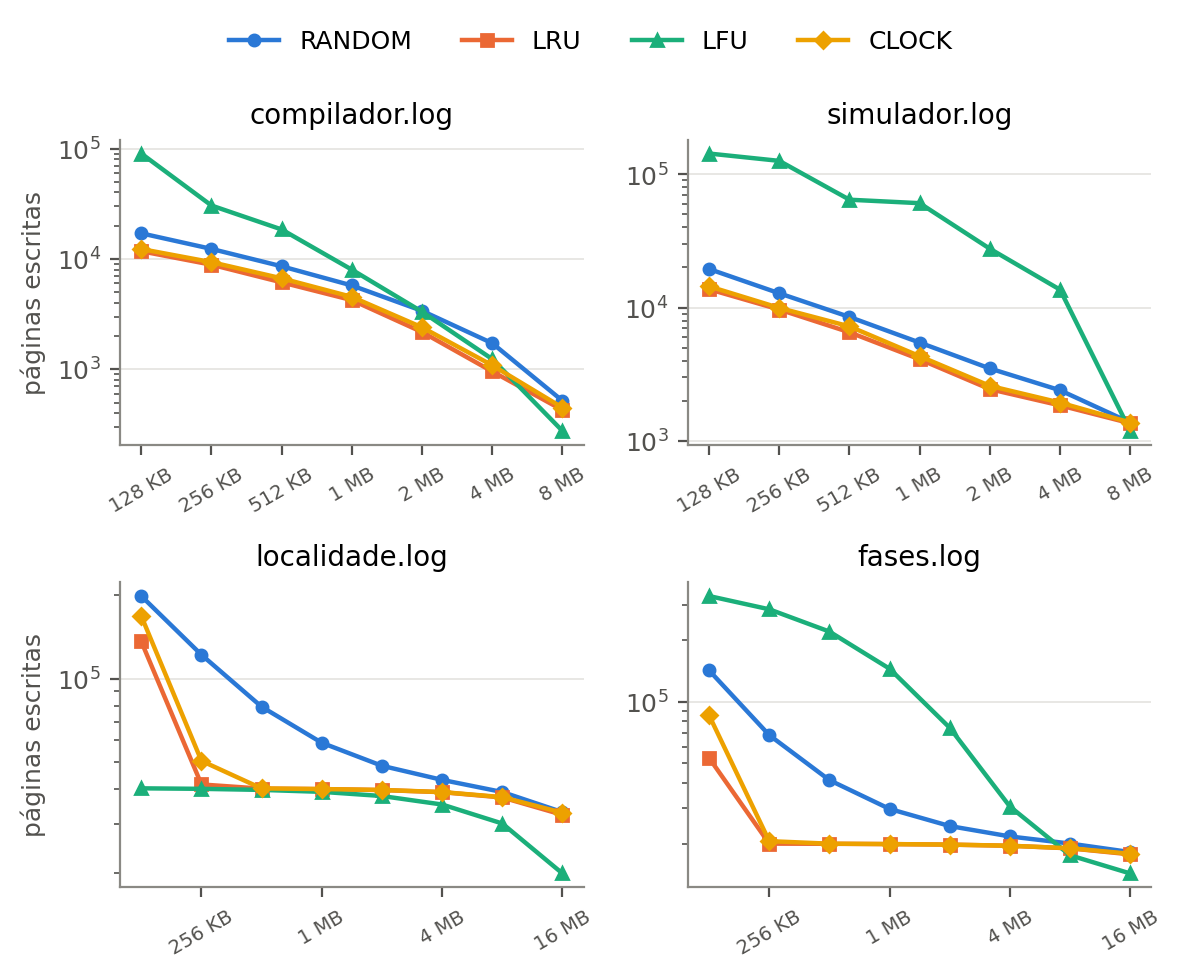 RANDOM LRU LFU CLOCK
compilador.log
simulador.log
páginas escritas
10^5
10^4
10^3
128 KB 256 KB 512 KB 1 MB 2 MB 4 MB 8 MB
10^5
10^4
10^3
128 KB 256 KB 512 KB 1 MB 2 MB 4 MB 8 MB
localidade.log
fases.log
páginas escritas
10^5
256 KB 1 MB 4 MB 16 MB
10^5
256 KB 1 MB 4 MB 16 MB